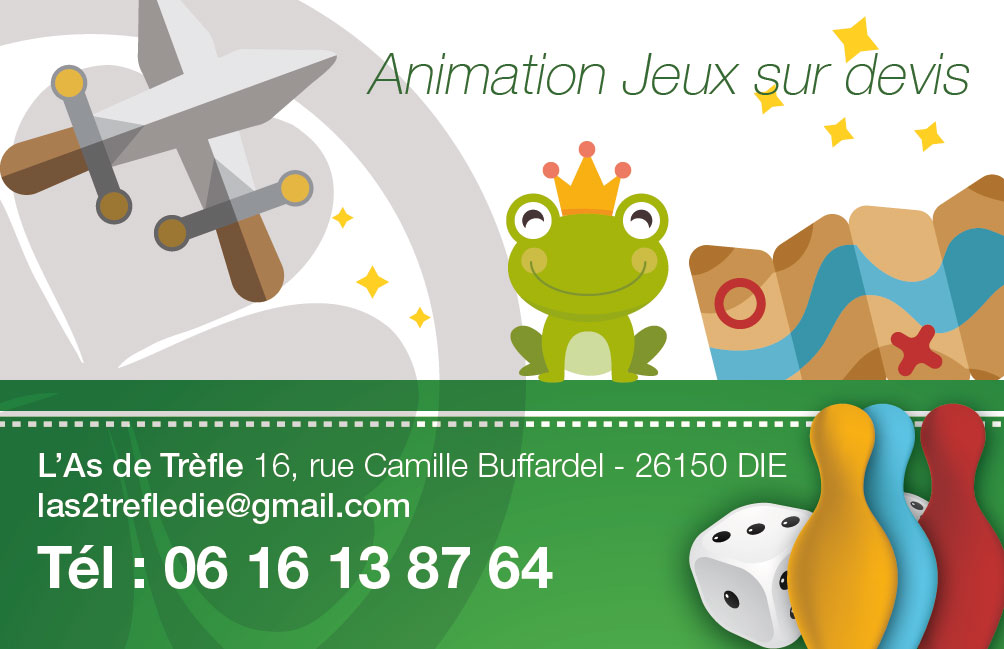 Animation Jeux sur devis
L'As de Trèfle 16, rue Camille Buffardel - 26150 DIE
las2trefledie@gmail.com
Tél : 06 16 13 87 64